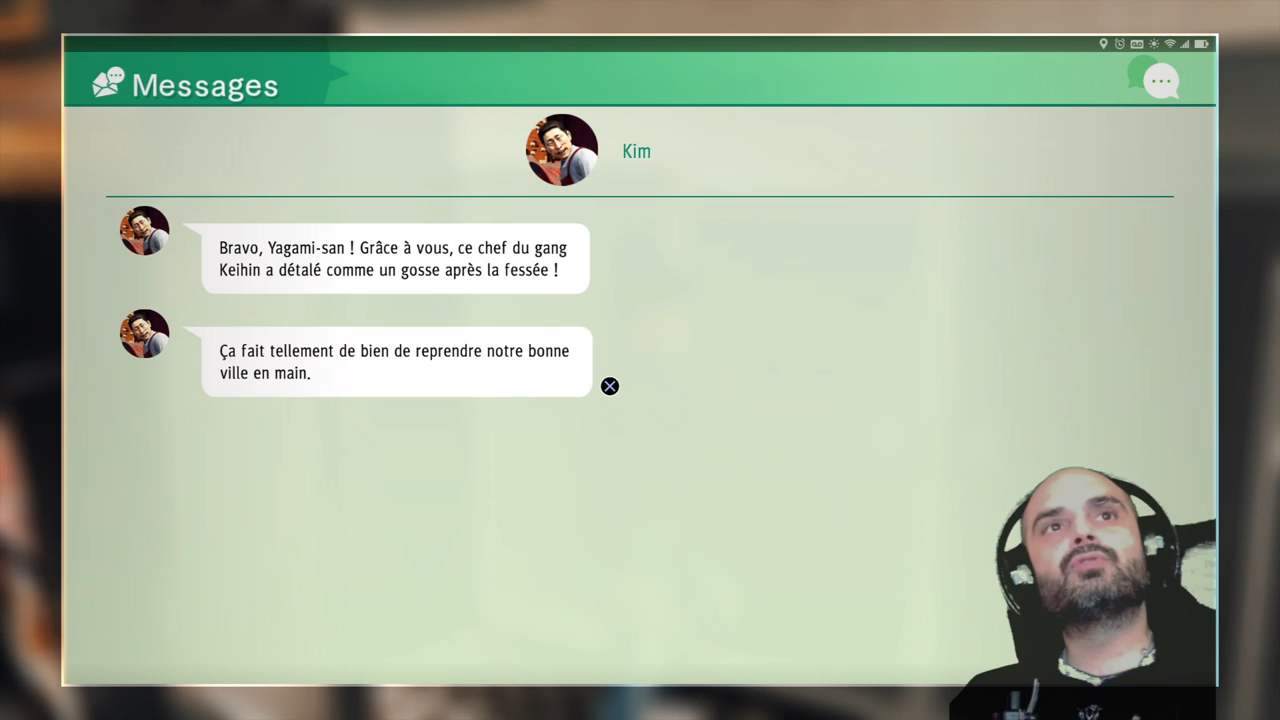 Messages
Kim
Bravo, Yagami-san ! Grâce à vous, ce chef du gang
Keihin a détalé comme un gosse après la fessée !
Ça fait tellement de bien de reprendre notre bonne
ville en main.